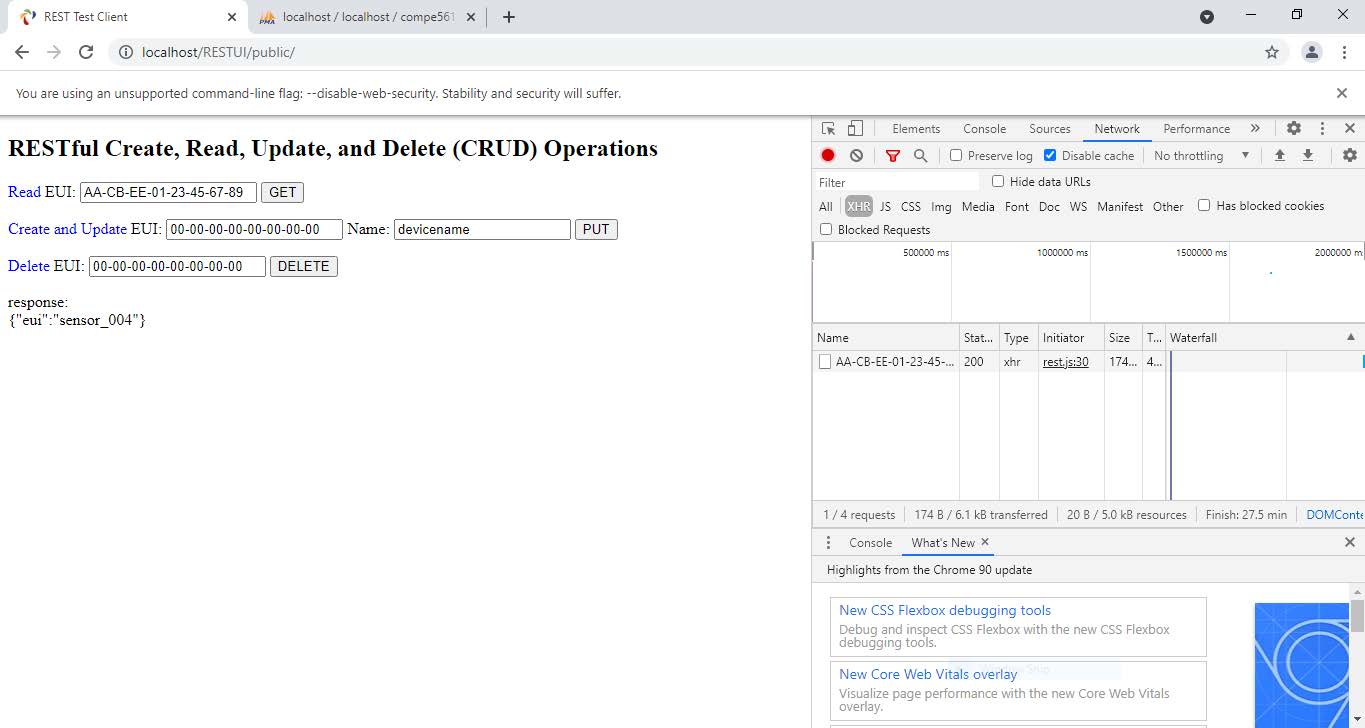 REST Test Client
localhost / localhost / compe561
localhost/RESTUI/public/
You are using an unsupported command-line flag: --disable-web-security. Stability and security will suffer.
RESTful Create, Read, Update, and Delete (CRUD) Operations
Read EUI: AA-CB-EE-01-23-45-67-89 GET
Create and Update EUI: 00-00-00-00-00-00-00-00 Name: devicename PUT
Delete EUI: 00-00-00-00-00-00-00-00 DELETE
response:
{"eui":"sensor_004"}
Elements Console Sources Network Performance »
Preserve log Disable cache No throttling
Filter Hide data URLs
All XHR JS CSS Img Media Font Doc WS Manifest Other Has blocked cookies
Blocked Requests
500000 ms 1000000 ms 1500000 ms 2000000 m
Name Stat... Type Initiator Size T... Waterfall
AA-CB-EE-01-23-45-... 200 xhr rest.js:30 174... 4...
1 / 4 requests 174 B / 6.1 kB transferred 20 B / 5.0 kB resources Finish: 27.5 min DOMConte
Console What's New
Highlights from the Chrome 90 update
New CSS Flexbox debugging tools
Debug and inspect CSS Flexbox with the new CSS Flexbox
debugging tools.
New Core Web Vitals overlay
Visualize page performance with the new Core Web Vitals
overlay.